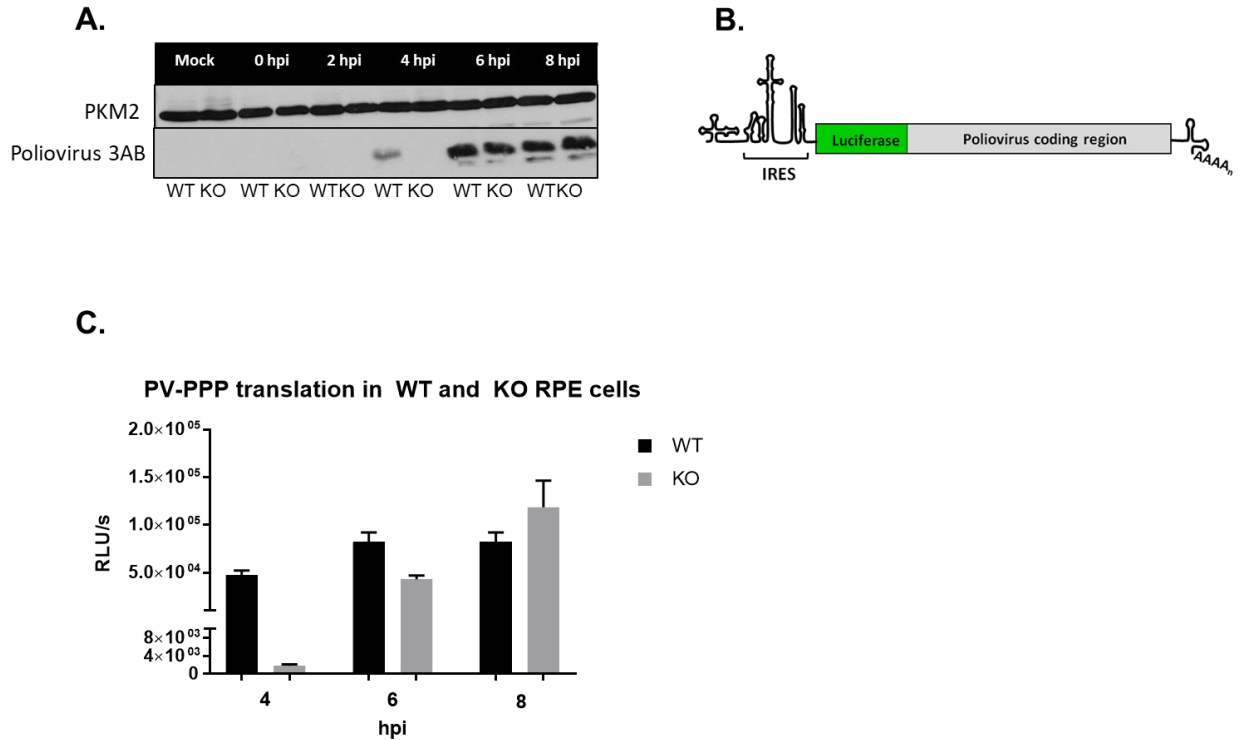 A.
Mock 0 hpi 2 hpi 4 hpi 6 hpi 8 hpi
PKM2
Poliovirus 3AB
WT KO WT KO WTKO WT KO WT KO WTKO
B.
Luciferase Poliovirus coding region
IRES
AAAAn
C.
PV-PPP translation in WT and KO RPE cells
2.0×10 05
1.5×10 05
1.0×10 05
5.0×10 04
8×10 03
4×10 03
0
RLU/s
4 6 8
hpi
WT
KO